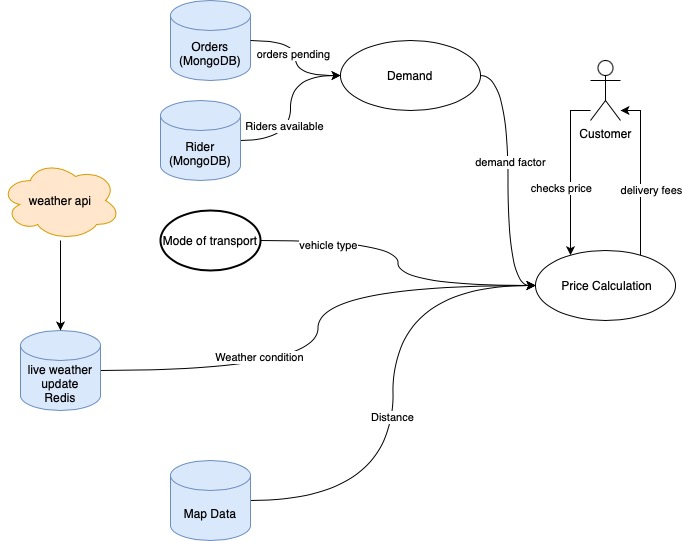 Orders
(MongoDB)
orders pending
Demand
Rider
(MongoDB)
Riders available
Customer
demand factor
checks price
delivery fees
weather api
Mode of transport
vehicle type
Price Calculation
live weather
update
Redis
Weather condition
Distance
Map Data